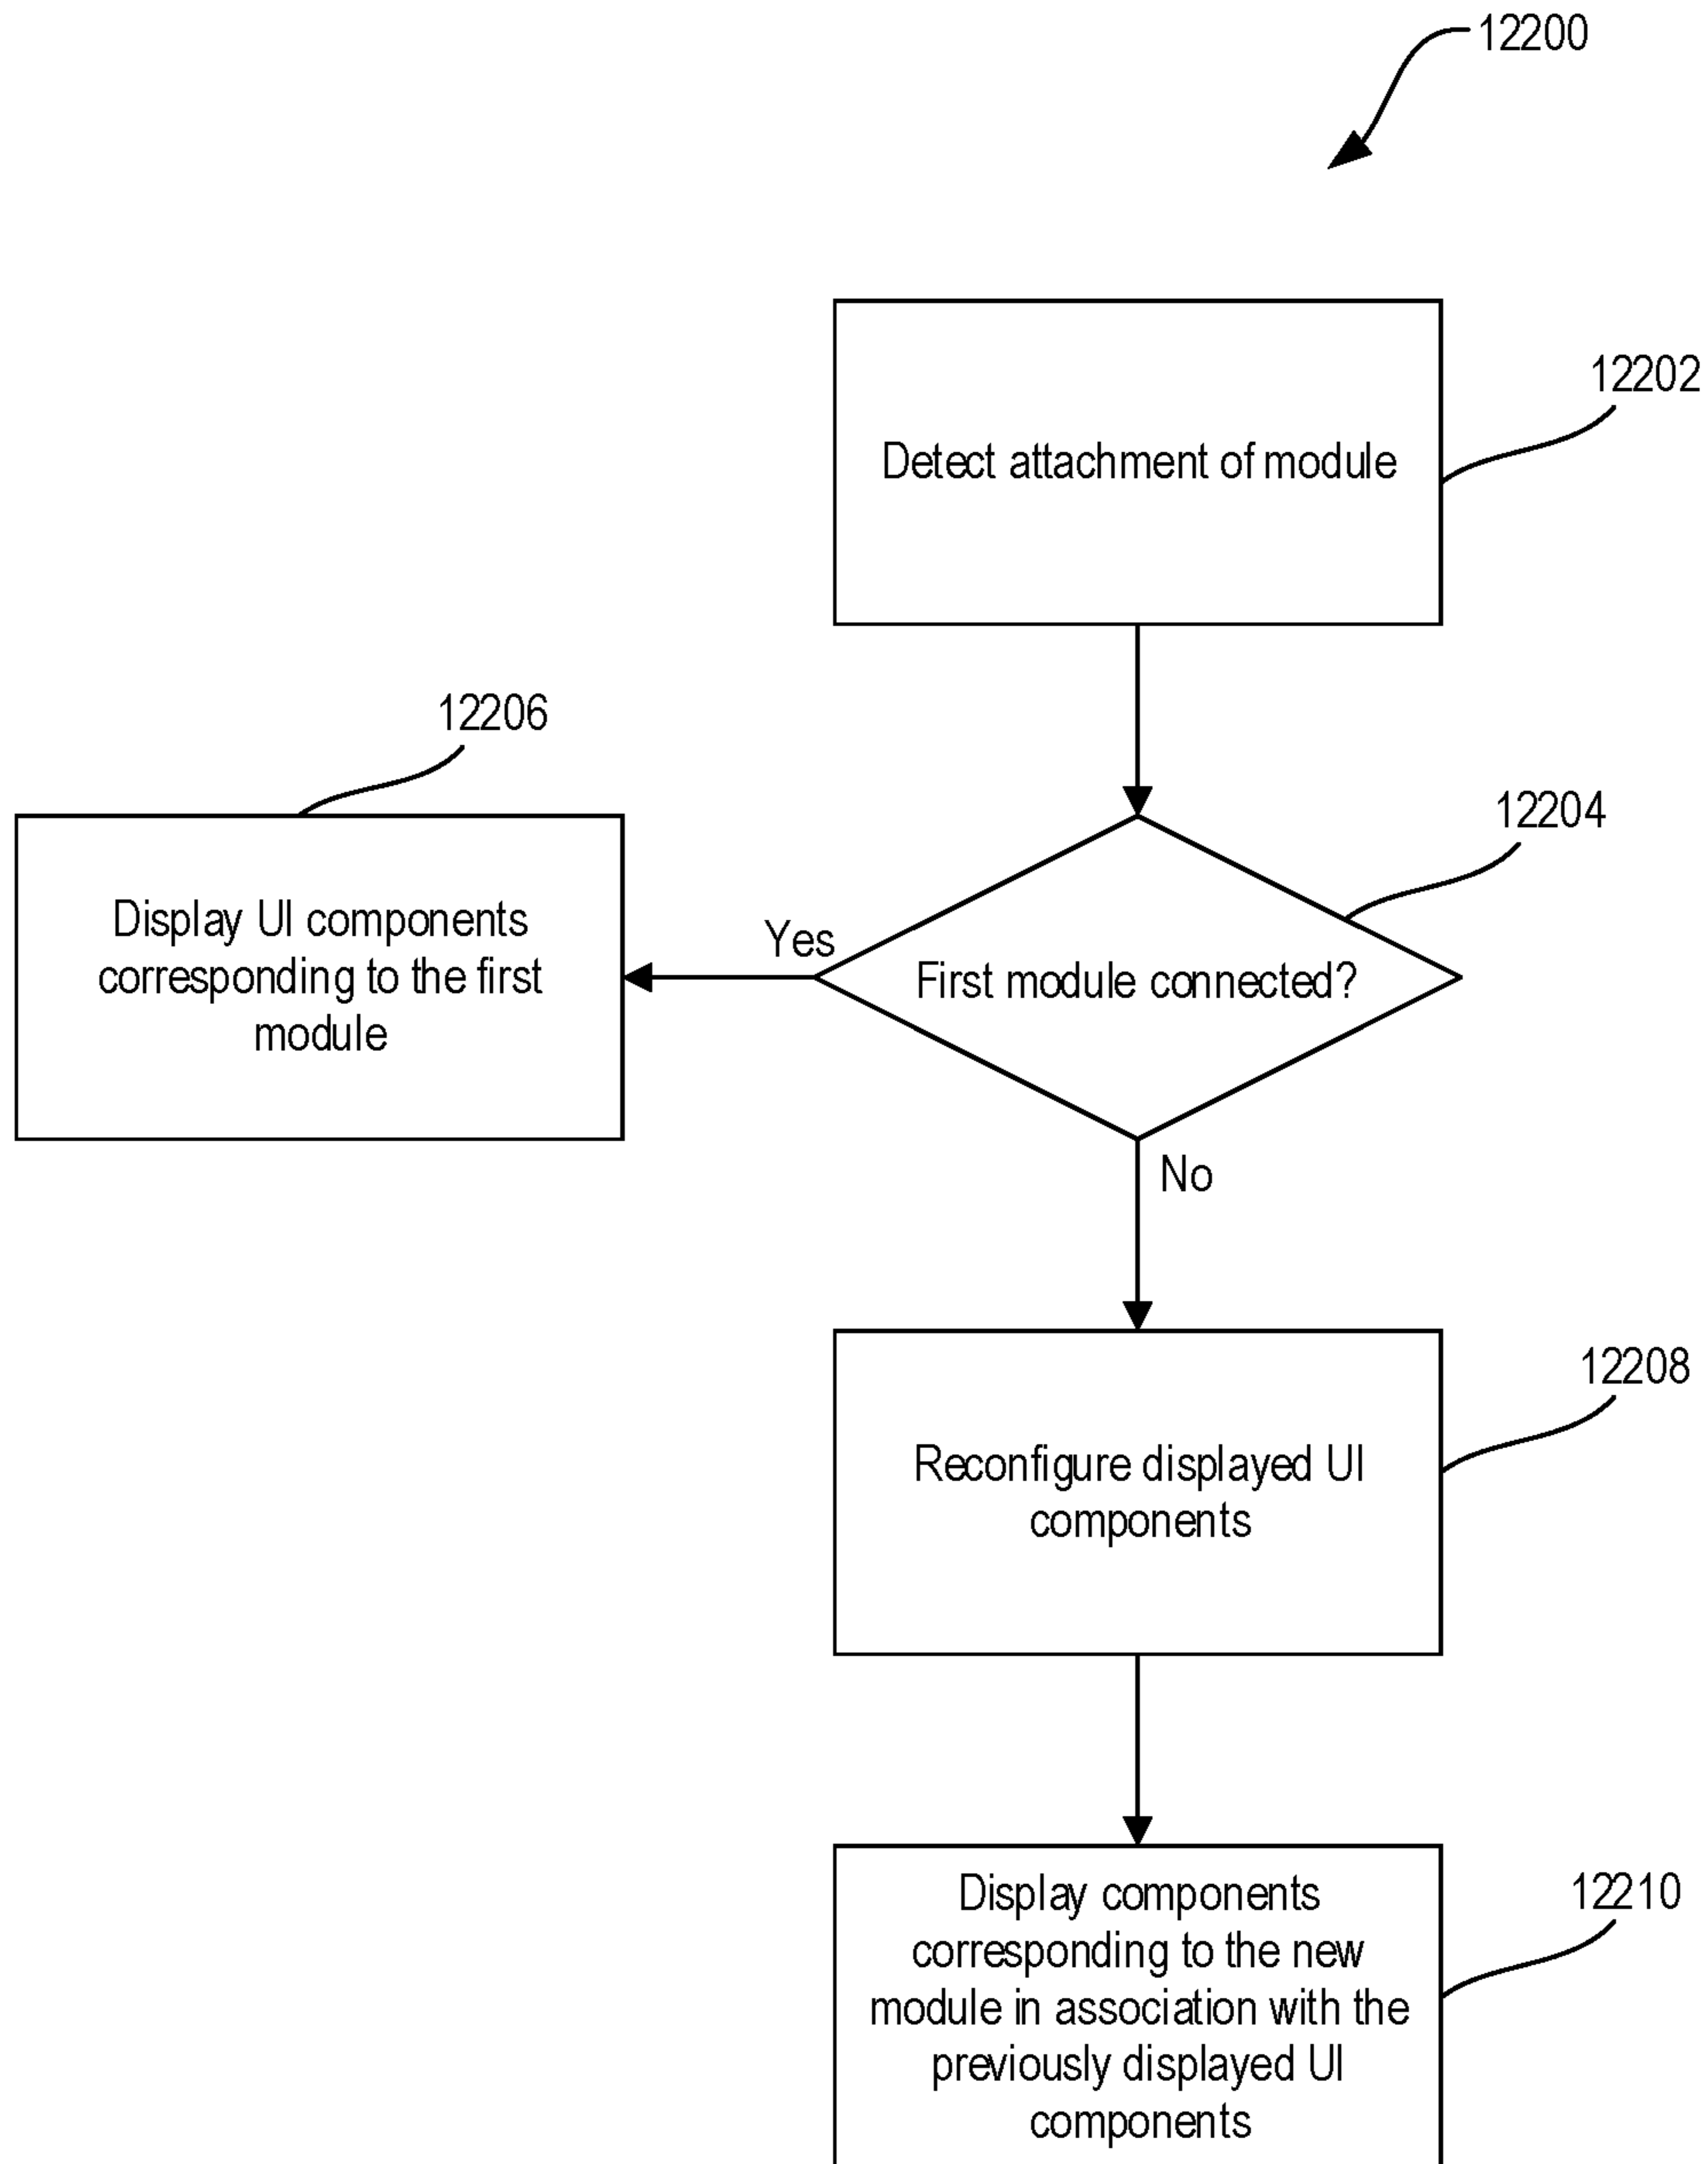 12200
12202
Detect attachment of module
12206
12204
Display UI components
corresponding to the first
module
Yes
First module connected?
No
12208
Reconfigure displayed UI
components
12210
Display components
corresponding to the new
module in association with the
previously displayed UI
components